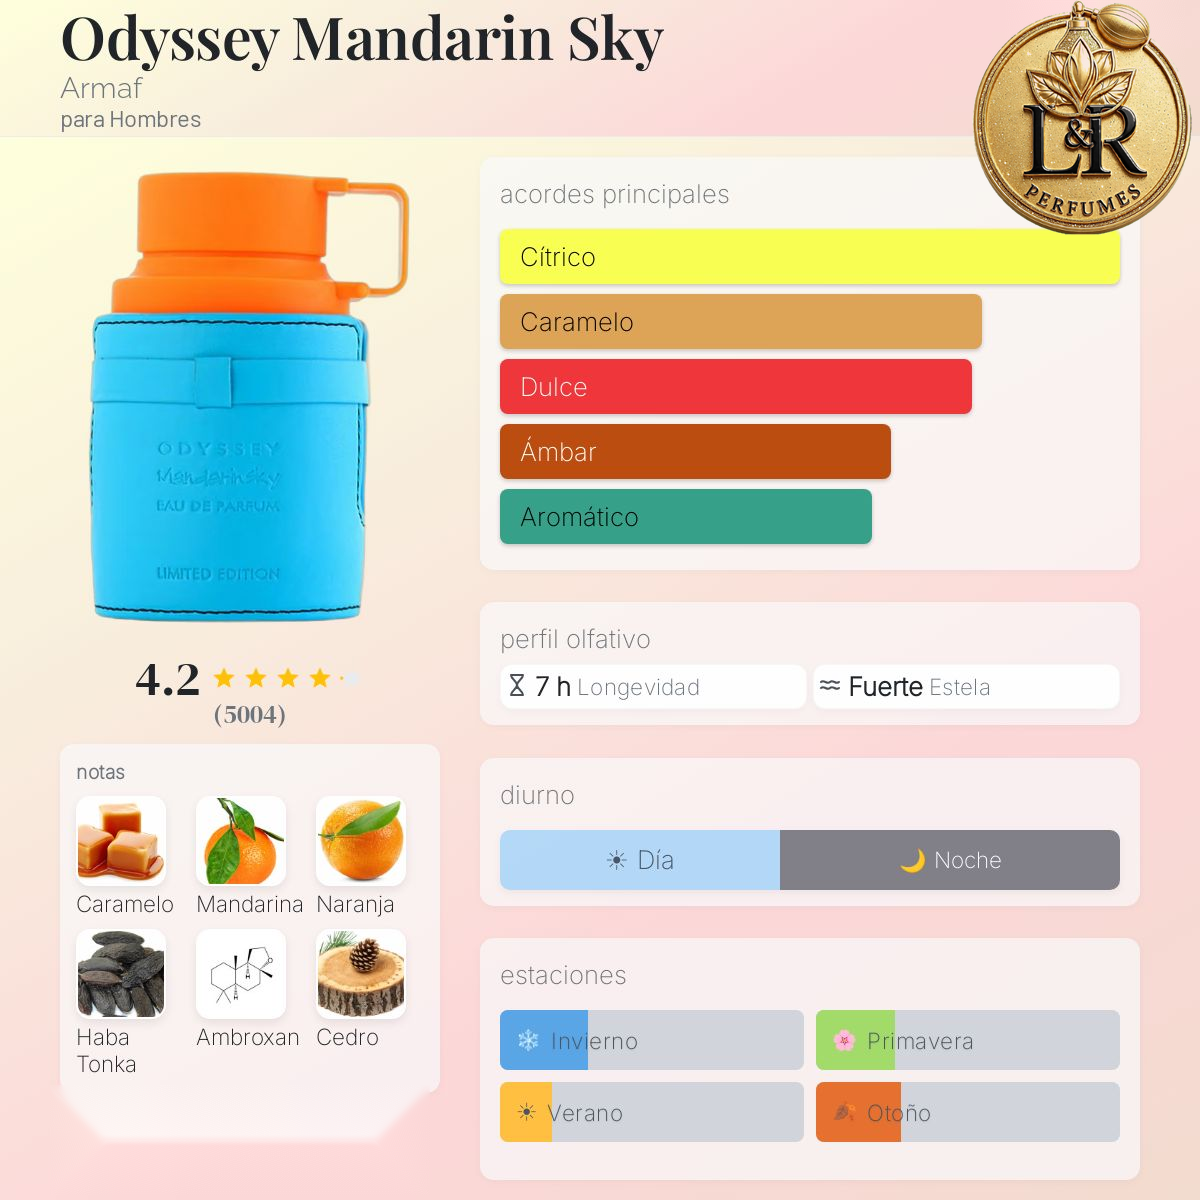 Odyssey Mandarin Sky
Armaf
para Hombres
L&R
PERFUMES
ODYSSEY
Mandarin Sky
EAU DE PARFUM
LIMITED EDITION
4.2
(5004)
notas
Caramelo
Mandarina
Naranja
Haba
Tonka
Ambroxan
Cedro
acordes principales
Cítrico
Caramelo
Dulce
Ámbar
Aromático
perfil olfativo
7 h Longevidad
Fuerte Estela
diurno
Día
Noche
estaciones
Invierno
Primavera
Verano
Otoño